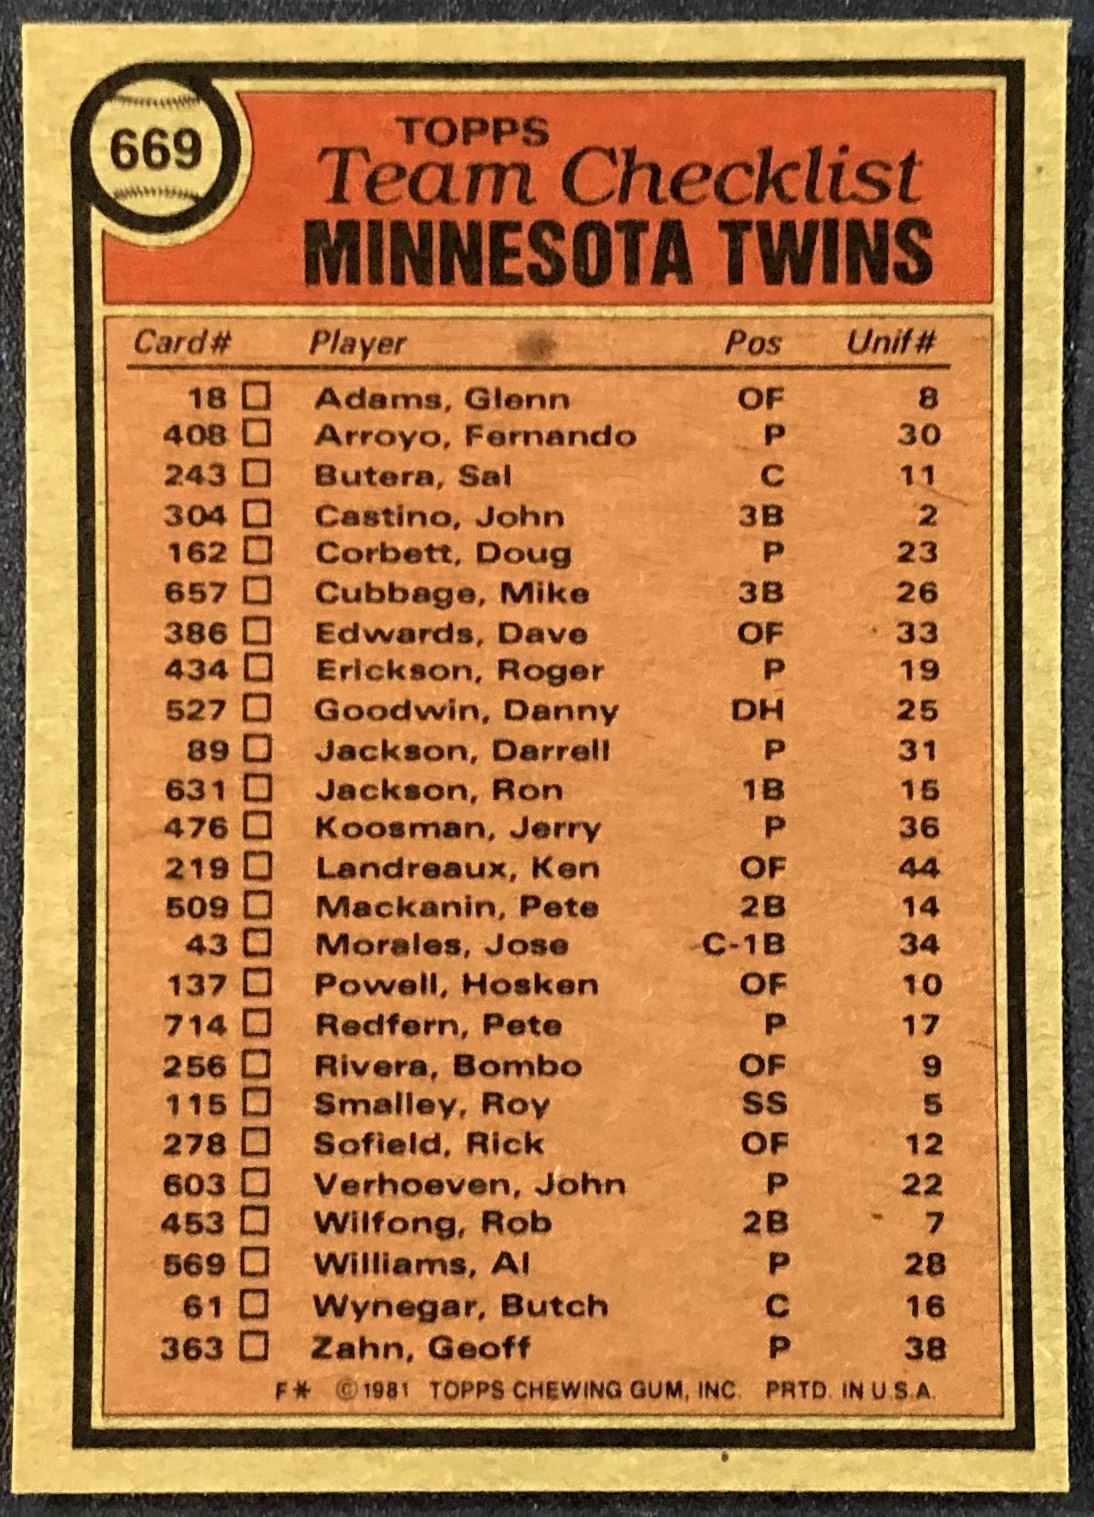 669
TOPPS
Team Checklist
MINNESOTA TWINS
Card# Player Pos Unif#
18 Adams, Glenn OF 8
408 Arroyo, Fernando P 30
243 Butera, Sal C 11
304 Castino, John 3B 2
162 Corbett, Doug P 23
657 Cubbage, Mike 3B 26
386 Edwards, Dave OF 33
434 Erickson, Roger P 19
527 Goodwin, Danny DH 25
89 Jackson, Darrell P 31
631 Jackson, Ron 1B 15
476 Koosman, Jerry P 36
219 Landreaux, Ken OF 44
509 Mackanin, Pete 2B 14
43 Morales, Jose C-1B 34
137 Powell, Hosken OF 10
714 Redfern, Pete P 17
256 Rivera, Bombo OF 9
115 Smalley, Roy SS 5
278 Sofield, Rick OF 12
603 Verhoeven, John P 22
453 Wilfong, Rob 2B 7
569 Williams, Al P 28
61 Wynegar, Butch C 16
363 Zahn, Geoff P 38
F* ©1981 TOPPS CHEWING GUM, INC. PRTD. IN U.S.A.